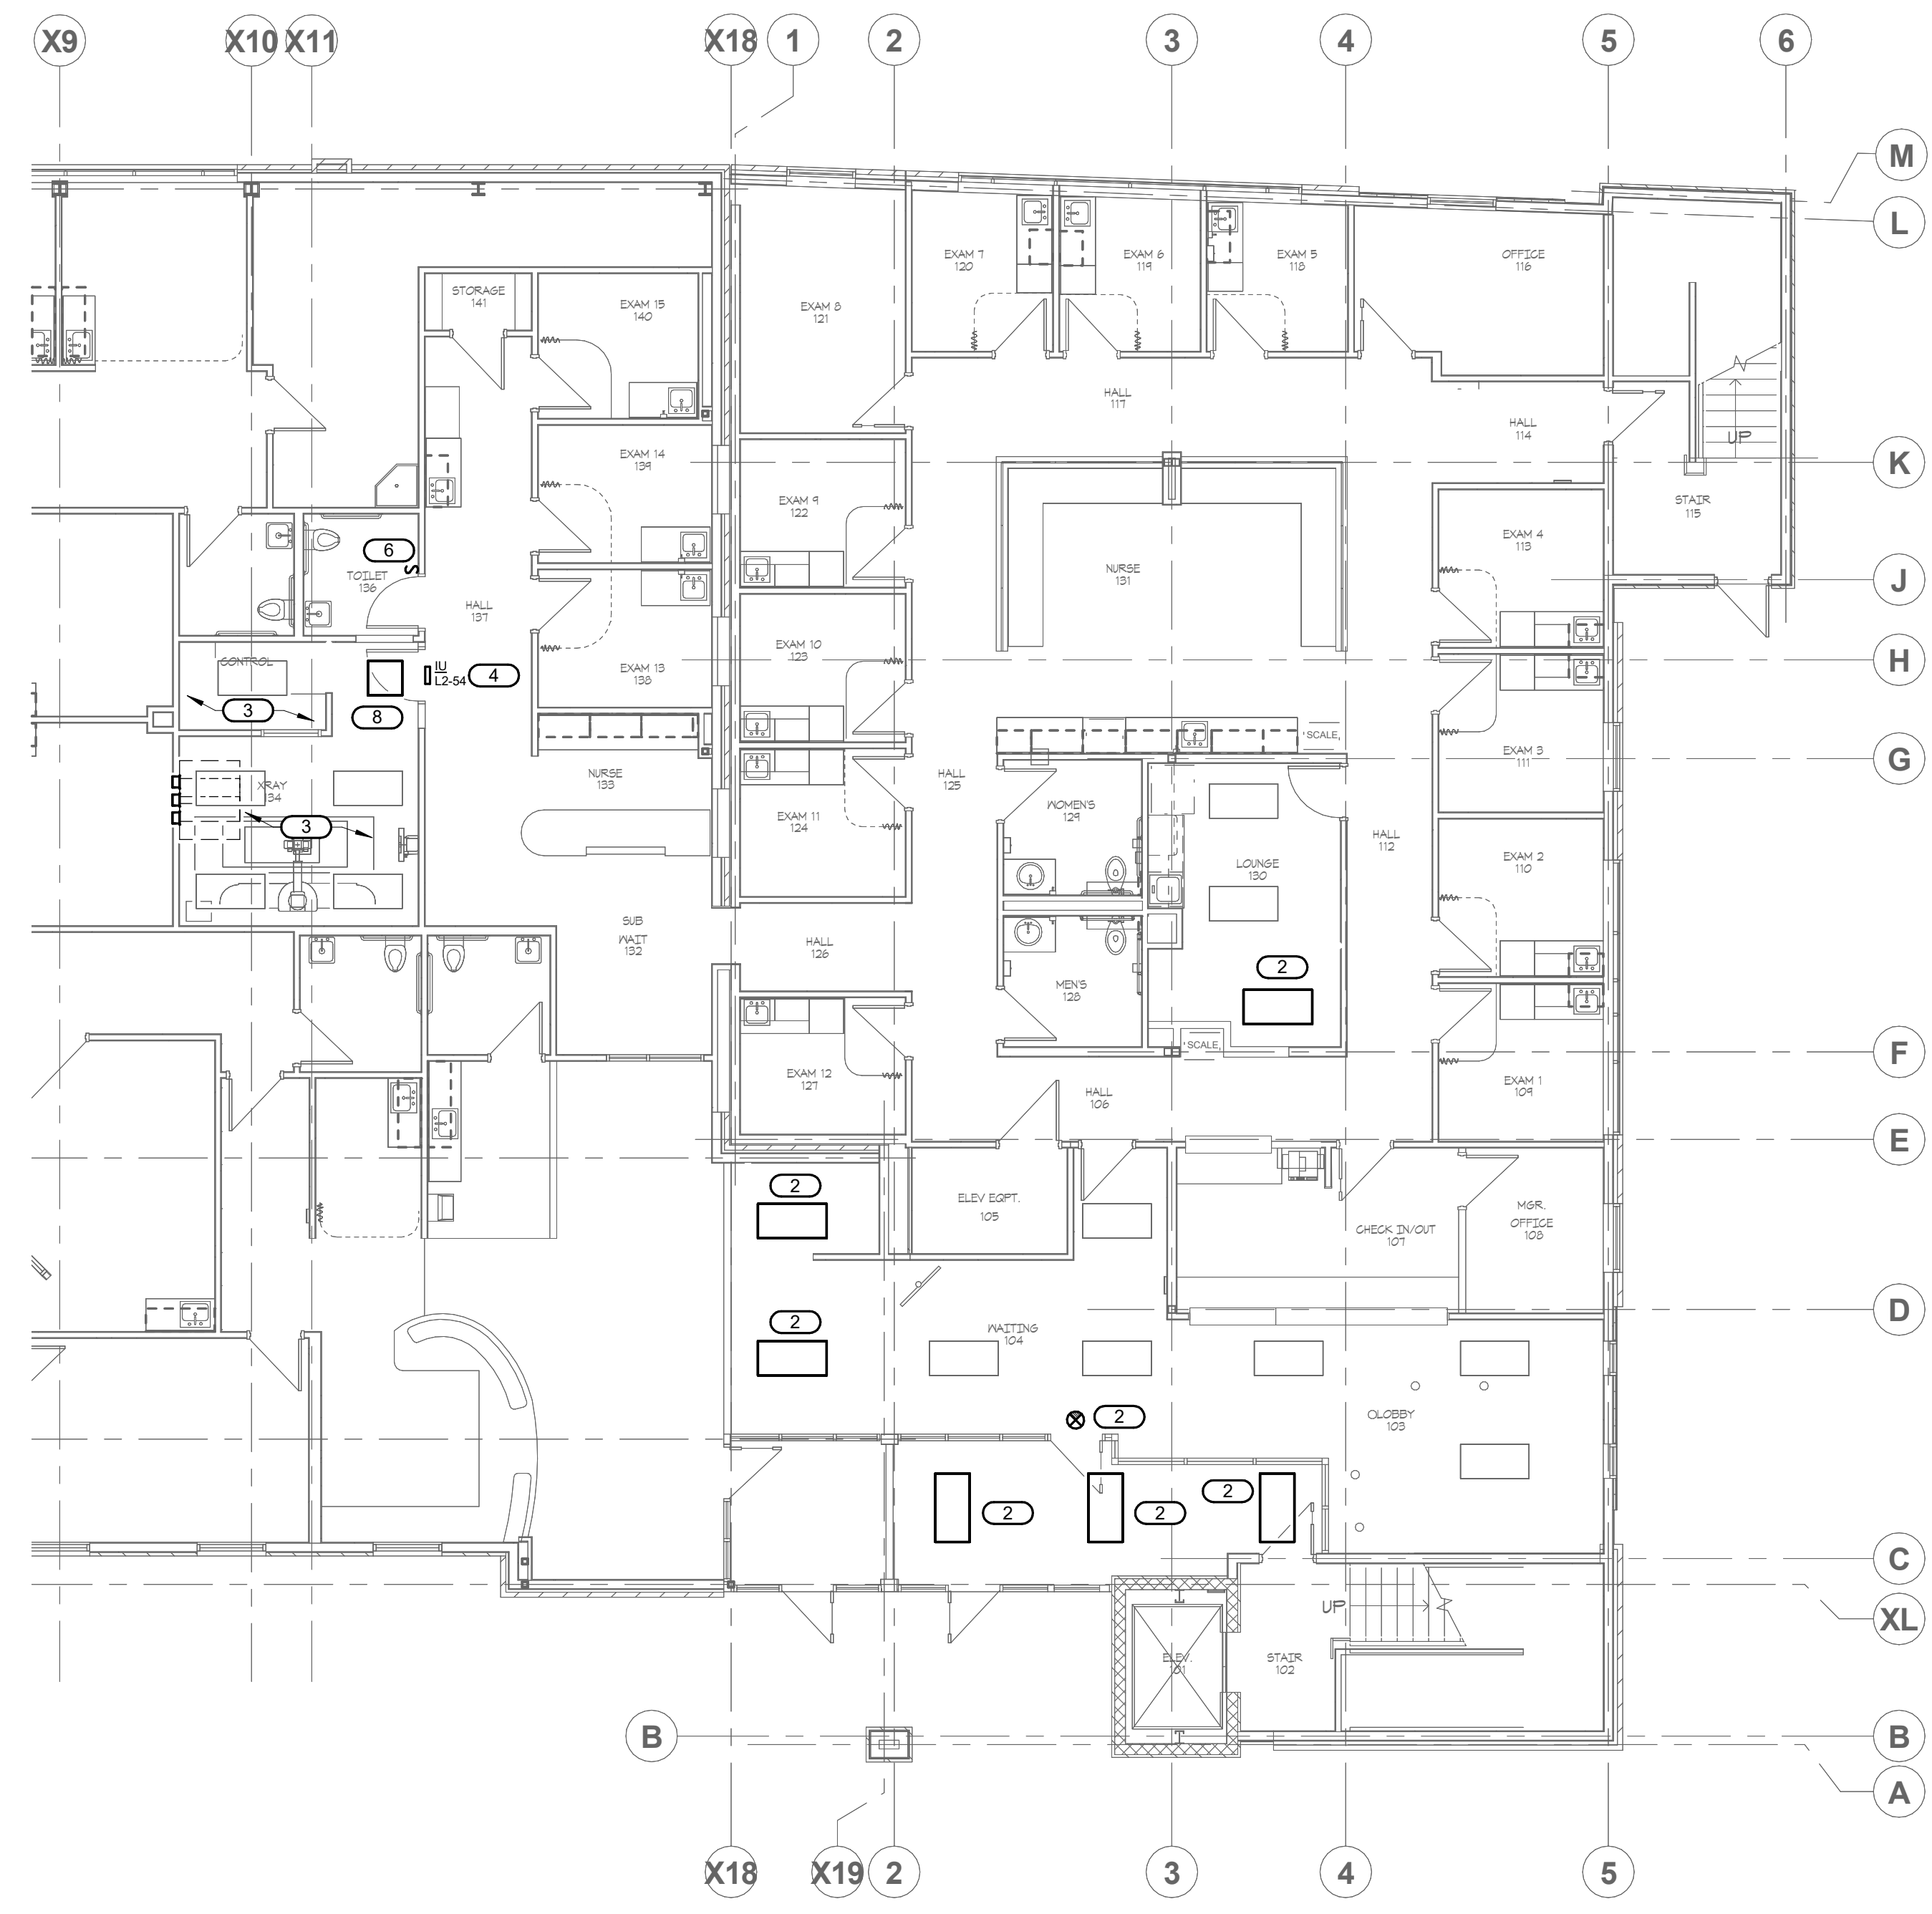 X9
X10
X11
X18
1
2
3
4
5
6
M
L
EXAM 7
120
EXAM 6
119
EXAM 5
118
OFFICE
116
STORAGE
141
EXAM 15
140
EXAM 8
121
HALL
117
HALL
114
UP
EXAM 14
139
K
EXAM 9
122
STAIR
115
6
S
TOILET
136
EXAM 4
113
NURSE
131
J
HALL
137
CONTROL
IU
L2-54
4
EXAM 13
138
EXAM 10
123
H
3
8
SCALE
EXAM 3
111
G
XRAY
134
NURSE
133
HALL
125
WOMEN'S
129
3
EXAM 11
124
HALL
112
LOUNGE
130
EXAM 2
110
SUB
WAIT
132
HALL
126
2
MEN'S
128
SCALE
F
EXAM 12
127
HALL
106
EXAM 1
109
E
2
ELEV EQPT.
105
MGR.
OFFICE
108
CHECK IN/OUT
107
D
2
WAITING
104
2
LOBBY
103
2
2
2
C
UP
XL
ELEV.
101
STAIR
102
B
B
A
X18
X19
2
3
4
5